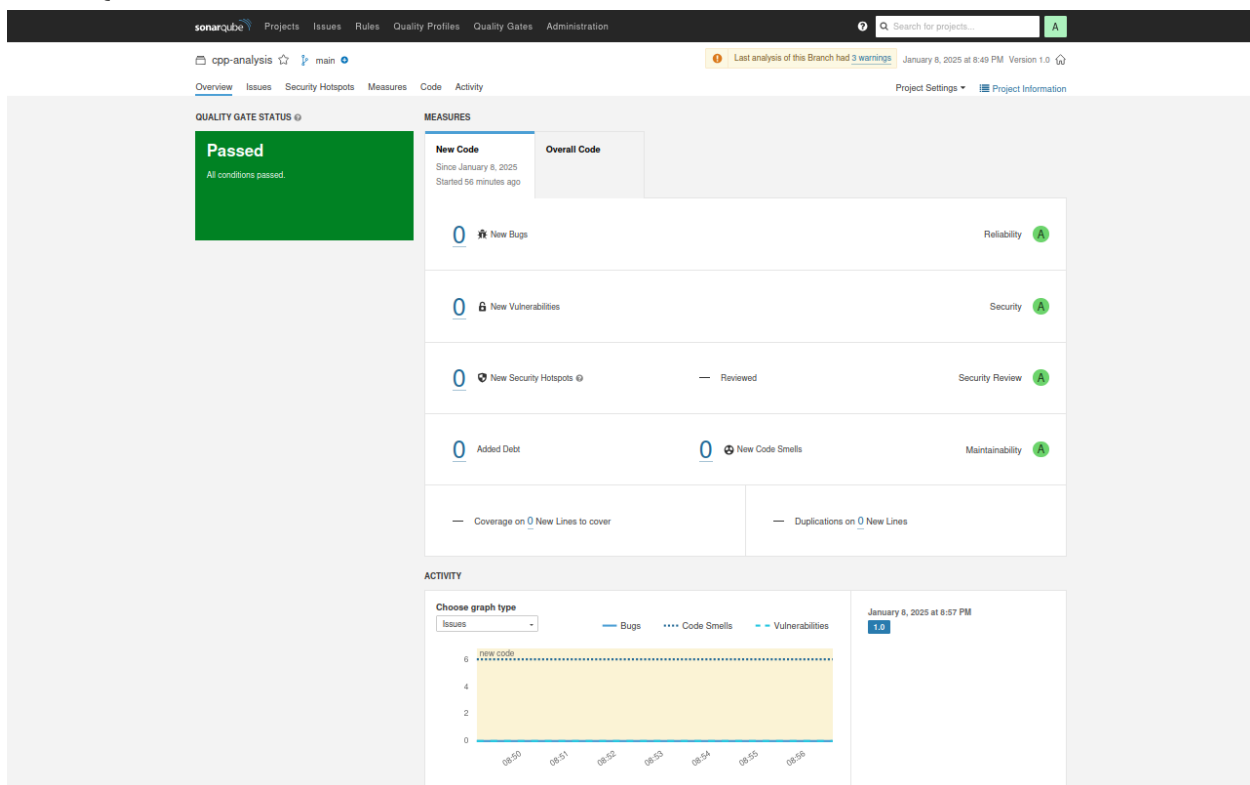 sonarqube Projects Issues Rules Quality Profiles Quality Gates Administration Search for projects... A
cpp-analysis main Last analysis of this Branch had 3 warnings January 8, 2025 at 8:49 PM Version 1.0
Overview Issues Security Hotspots Measures Code Activity Project Settings Project Information
QUALITY GATE STATUS
Passed
All conditions passed.
MEASURES
New Code
Since January 8, 2025
Started 56 minutes ago
Overall Code
0 New Bugs Reliability A
0 New Vulnerabilities Security A
0 New Security Hotspots — Reviewed Security Review A
0 Added Debt 0 New Code Smells Maintainability A
— Coverage on 0 New Lines to cover — Duplications on 0 New Lines
ACTIVITY
Choose graph type
Issues
Bugs Code Smells Vulnerabilities
new code
6
4
2
0
08:50 08:51 08:52 08:53 08:54 08:55 08:56
January 8, 2025 at 8:57 PM
1.0